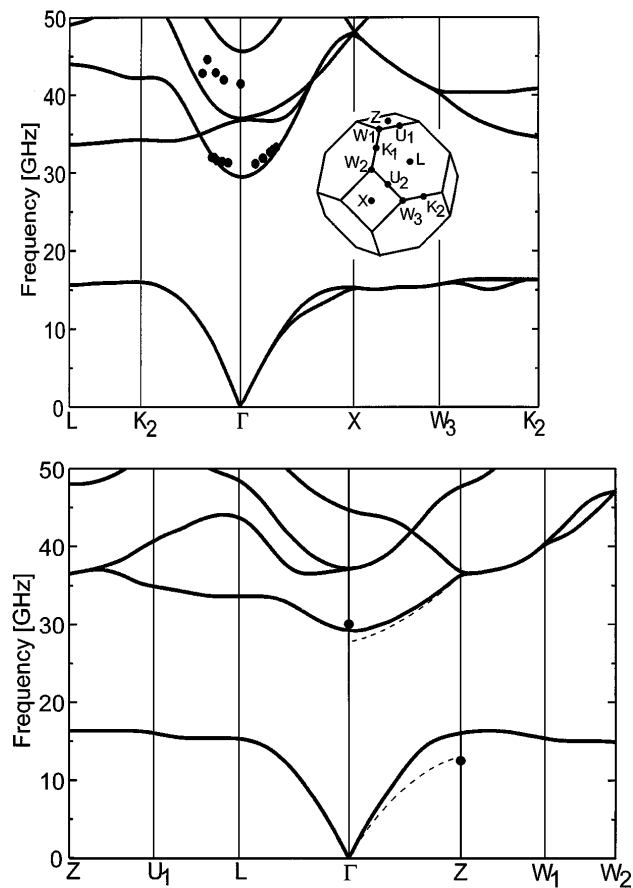 50
40
30
20
10
0
Frequency [GHz]
Z
W₁
U₁
K₁
L
W₂
U₂
X
W₃
K₂
L
K₂
Γ
X
W₃
K₂
50
40
30
20
10
0
Frequency [GHz]
Z
U₁
L
Γ
Z
W₁
W₂